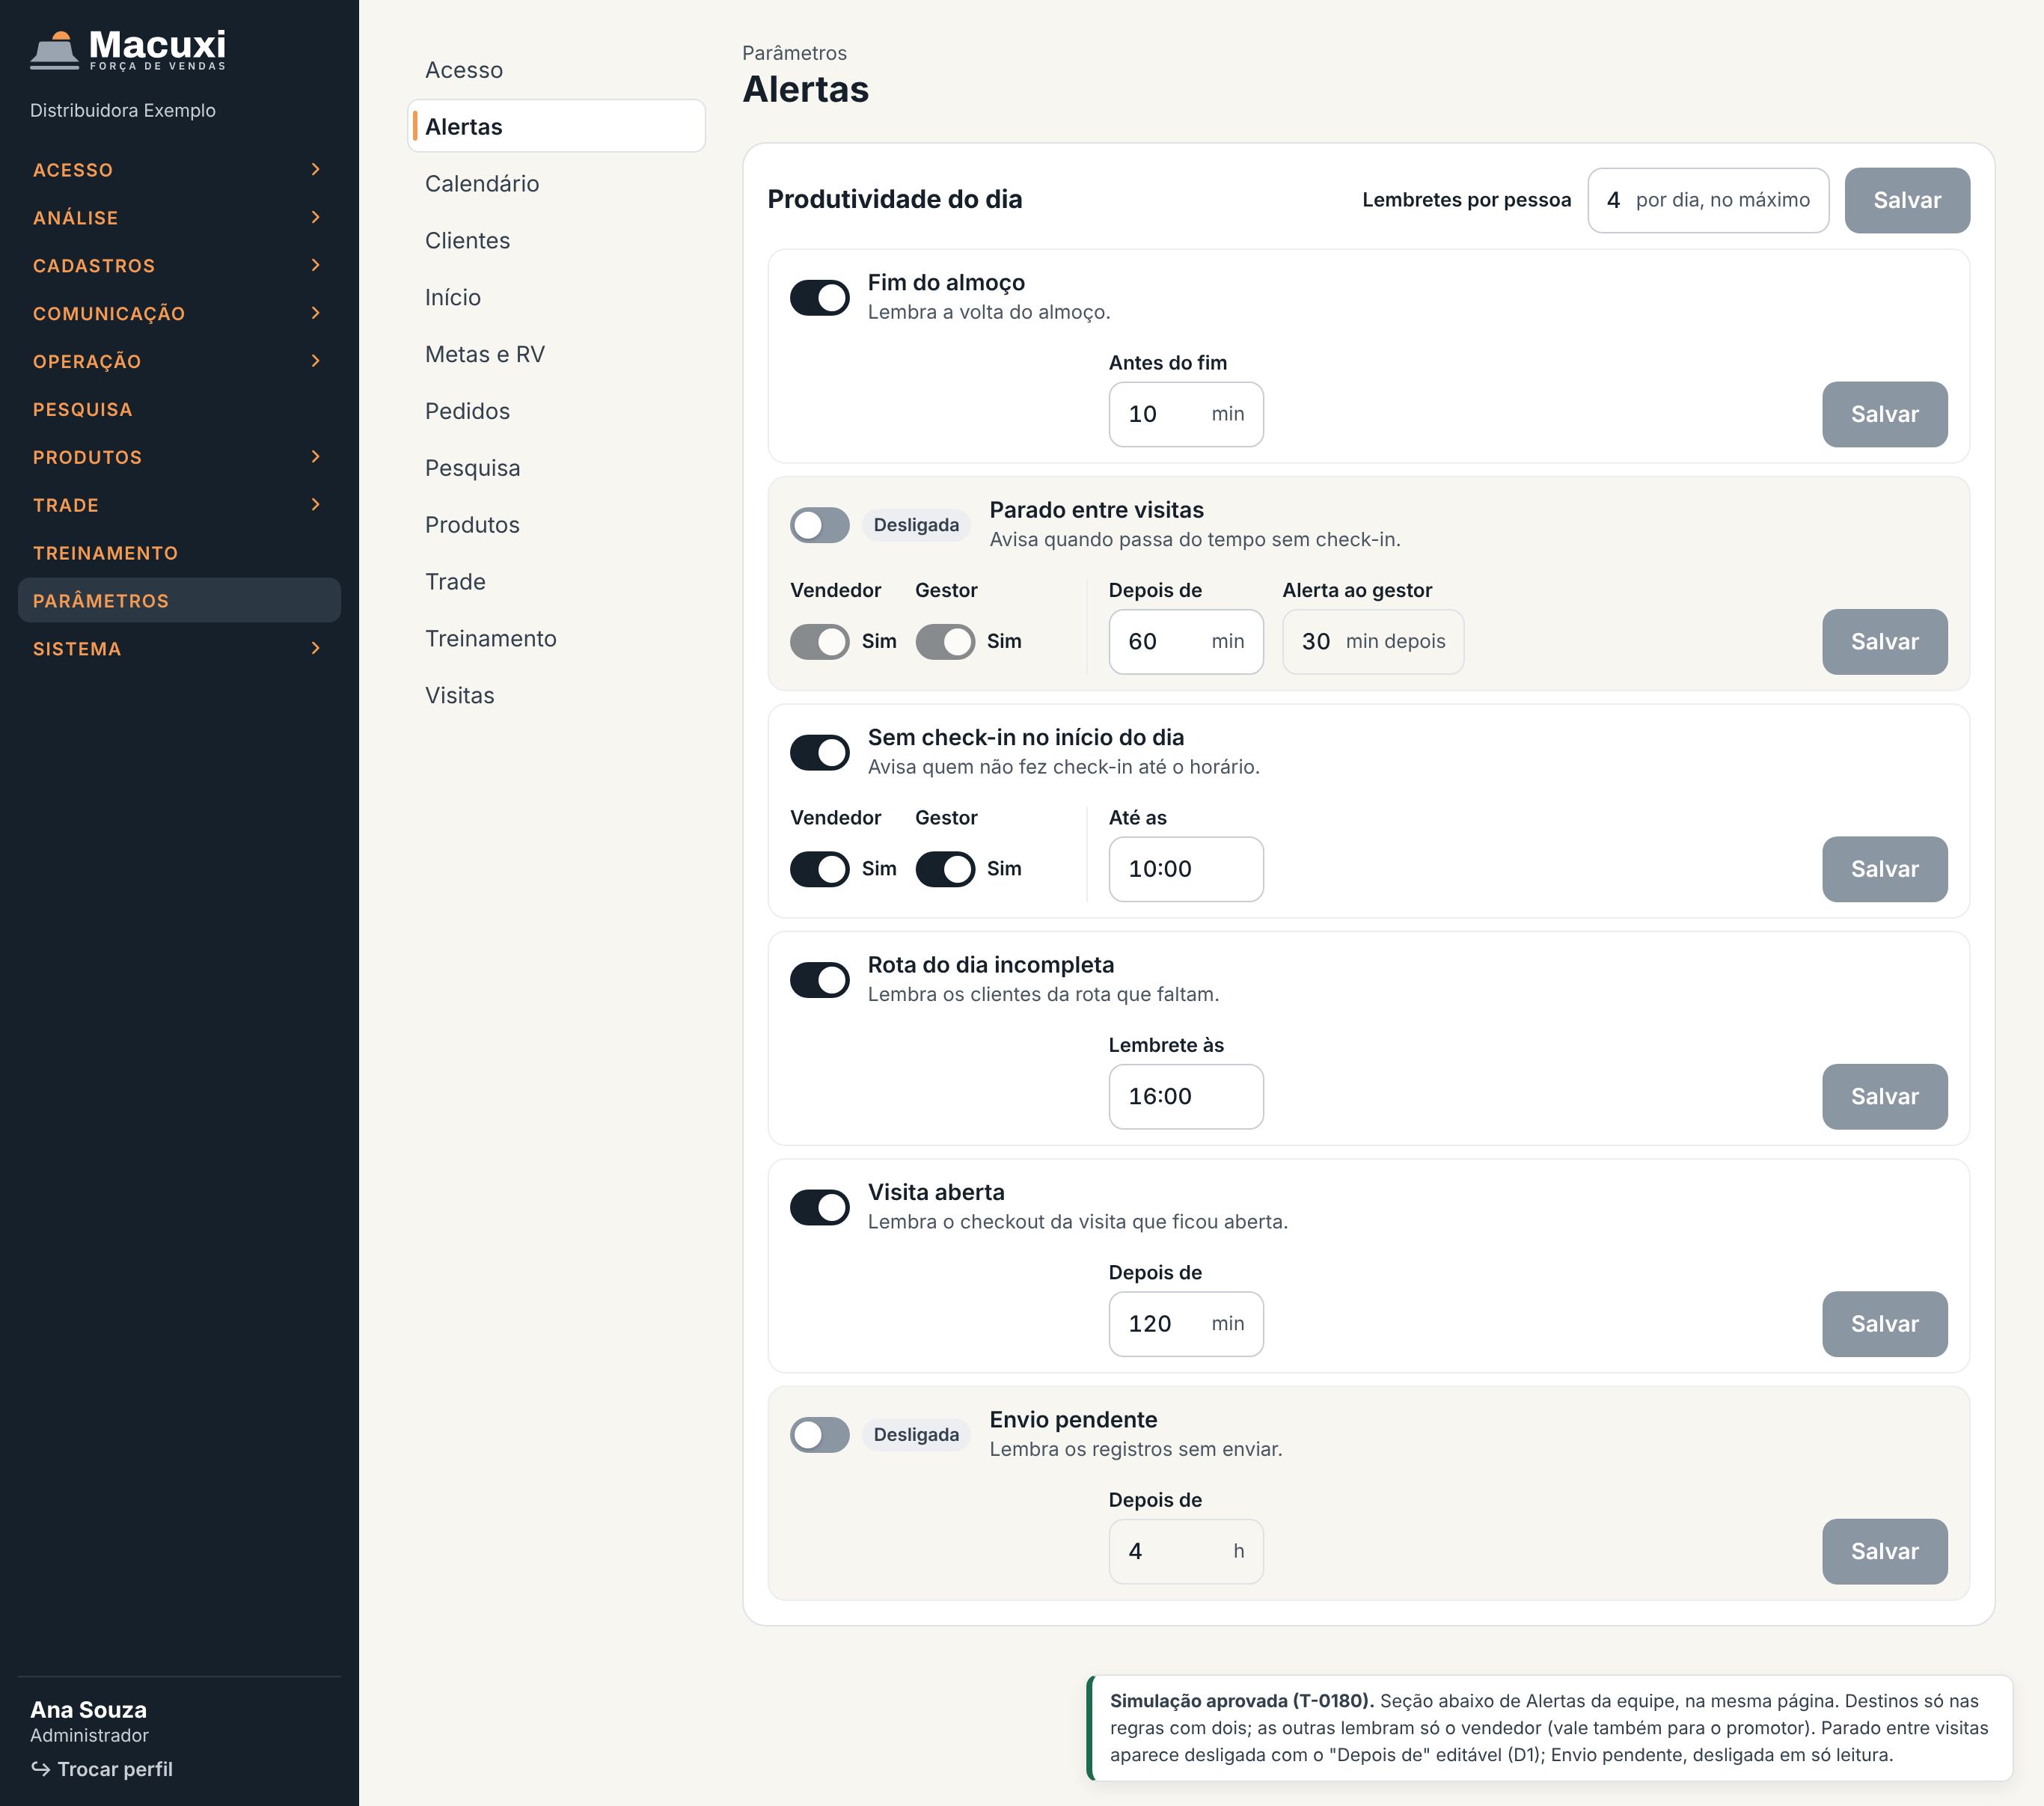 Macuxi
FORÇA DE VENDAS
Distribuidora Exemplo
ACESSO
ANÁLISE
CADASTROS
COMUNICAÇÃO
OPERAÇÃO
PESQUISA
PRODUTOS
TRADE
TREINAMENTO
PARÂMETROS
SISTEMA
Ana Souza
Administrador
Trocar perfil
Acesso
Alertas
Calendário
Clientes
Início
Metas e RV
Pedidos
Pesquisa
Produtos
Trade
Treinamento
Visitas
Parâmetros
Alertas
Produtividade do dia Lembretes por pessoa 4 por dia, no máximo Salvar
Fim do almoço
Lembra a volta do almoço.
Antes do fim
10 min Salvar
Desligada Parado entre visitas
Avisa quando passa do tempo sem check-in.
Vendedor Gestor Depois de Alerta ao gestor
Sim Sim 60 min 30 min depois Salvar
Sem check-in no início do dia
Avisa quem não fez check-in até o horário.
Vendedor Gestor Até as
Sim Sim 10:00 Salvar
Rota do dia incompleta
Lembra os clientes da rota que faltam.
Lembrete às
16:00 Salvar
Visita aberta
Lembra o checkout da visita que ficou aberta.
Depois de
120 min Salvar
Desligada Envio pendente
Lembra os registros sem enviar.
Depois de
4 h Salvar
Simulação aprovada (T-0180). Seção abaixo de Alertas da equipe, na mesma página. Destinos só nas
regras com dois; as outras lembram só o vendedor (vale também para o promotor). Parado entre visitas
aparece desligada com o "Depois de" editável (D1); Envio pendente, desligada em só leitura.